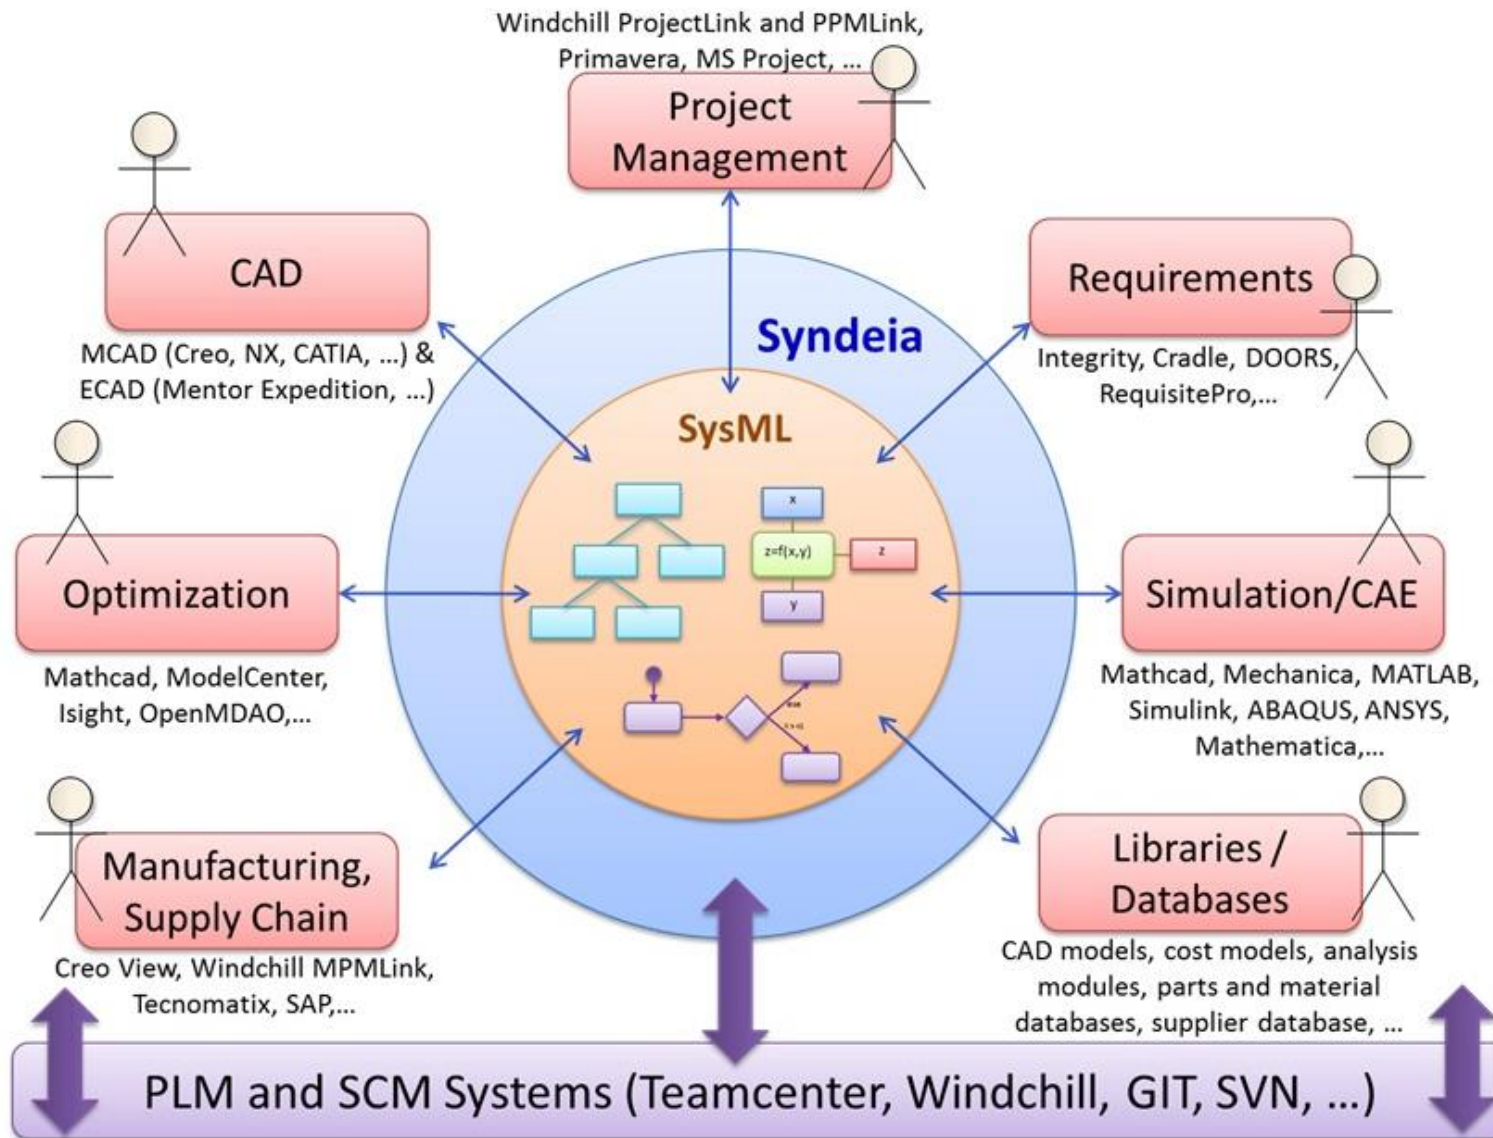 Windchill ProjectLink and PPMLink,
Primavera, MS Project, ...
Project
Management
CAD
MCAD (Creo, NX, CATIA, ...) &
ECAD (Mentor Expedition, ...)
Requirements
Integrity, Cradle, DOORS,
RequisitePro,...
Syndeia
SysML
x
z=f(x,y)
z
y
else
Optimization
Mathcad, ModelCenter,
Isight, OpenMDAO,...
Simulation/CAE
Mathcad, Mechanica, MATLAB,
Simulink, ABAQUS, ANSYS,
Mathematica,...
Manufacturing,
Supply Chain
Creo View, Windchill MPMLink,
Tecnomatix, SAP,...
Libraries /
Databases
CAD models, cost models, analysis
modules, parts and material
databases, supplier database, ...
PLM and SCM Systems (Teamcenter, Windchill, GIT, SVN, ...)